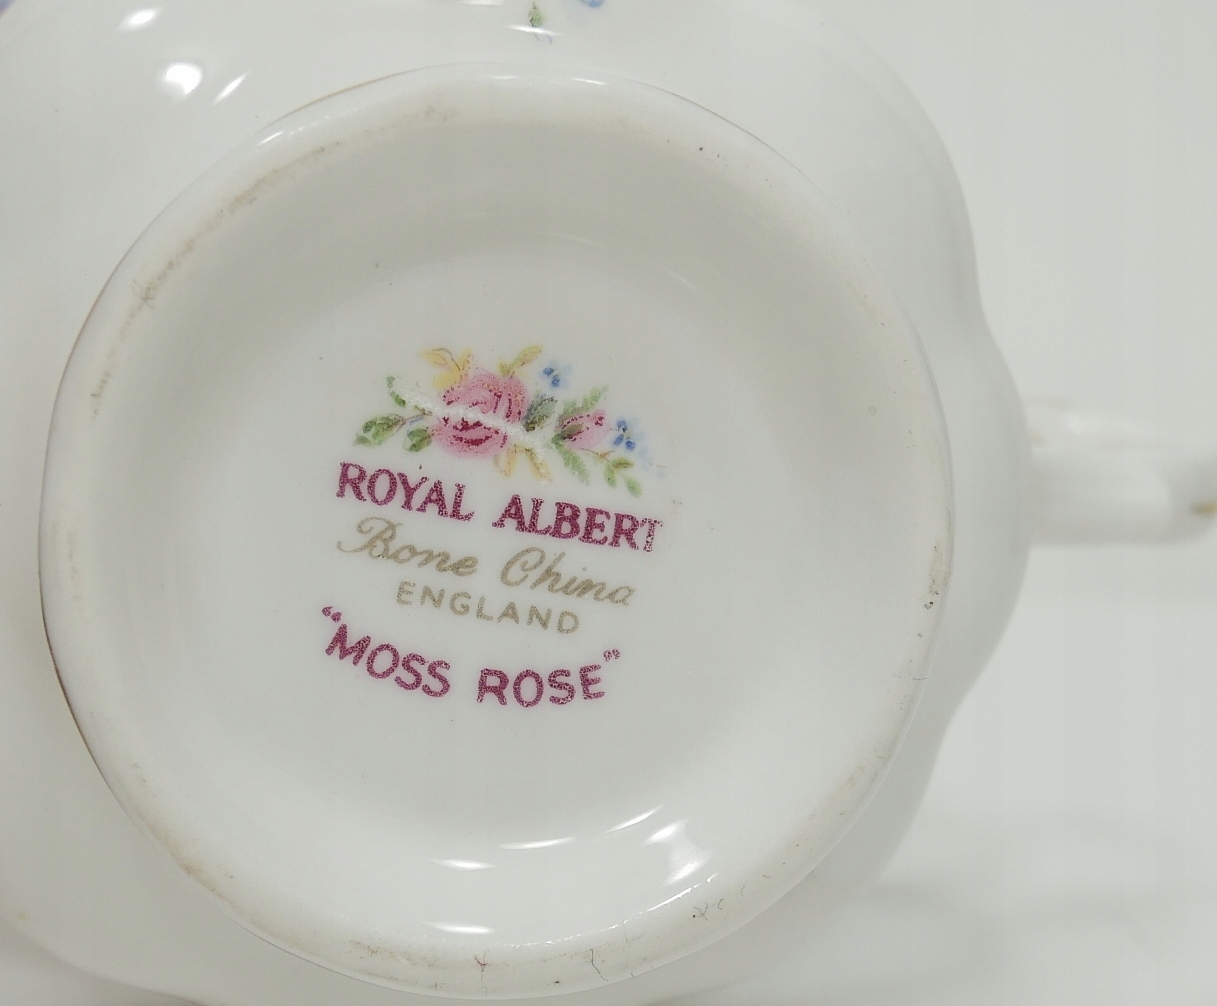 ROYAL ALBERT
Bone China
ENGLAND
"MOSS ROSE"